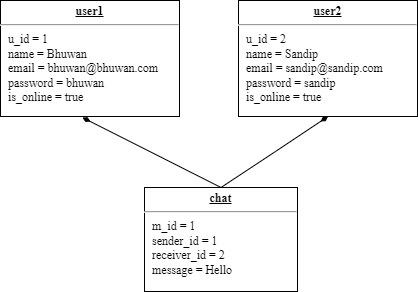 user1
u_id = 1
name = Bhuwan
email = bhuwan@bhuwan.com
password = bhuwan
is_online = true
user2
u_id = 2
name = Sandip
email = sandip@sandip.com
password = sandip
is_online = true
chat
m_id = 1
sender_id = 1
receiver_id = 2
message = Hello